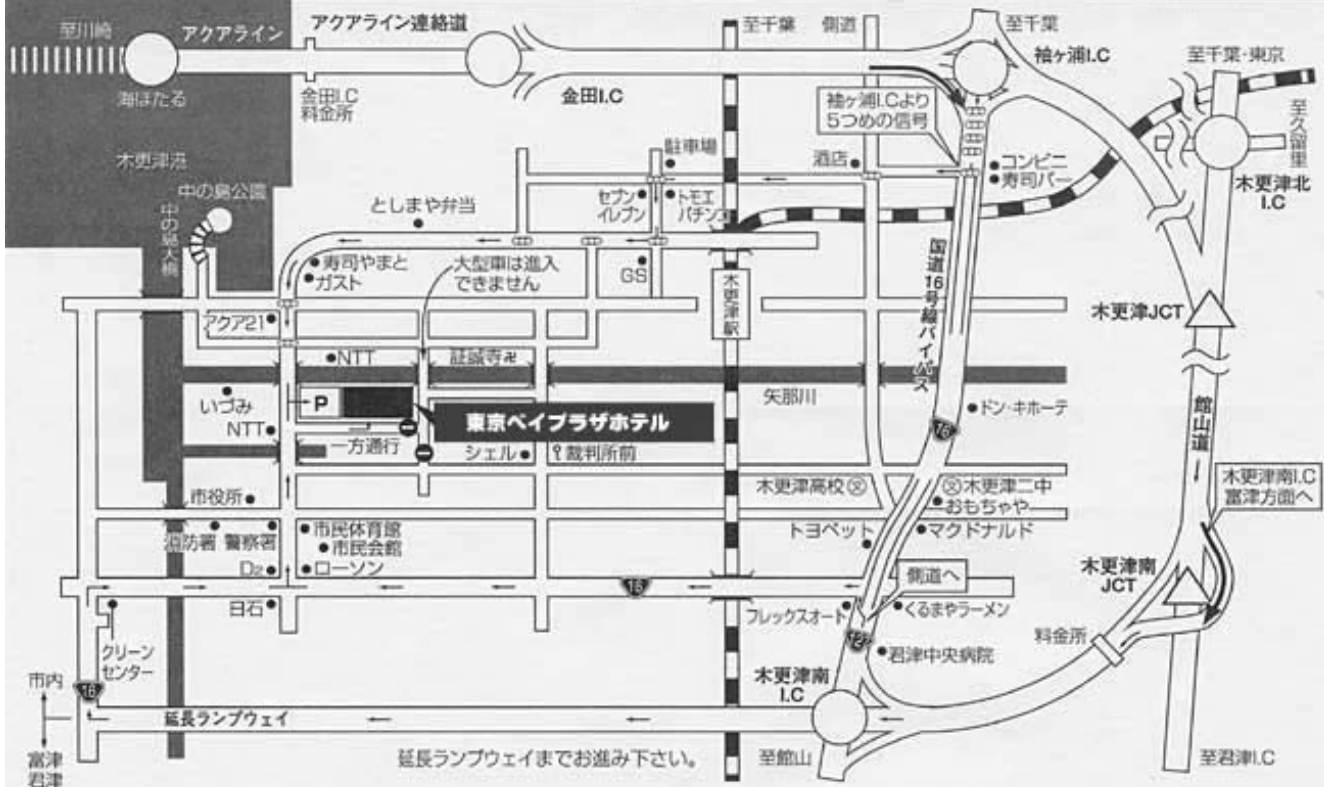 至川崎
アクアライン
アクアライン連絡道
至千葉
側道
至千葉
袖ヶ浦I.C
至千葉・東京
海ほたる
金田I.C
料金所
金田I.C
袖ヶ浦I.Cより
5つめの信号
至久留里
木更津港
駐車場
酒店
コンビニ
寿司バー
木更津北
I.C
中の島公園
中の島大橋
としまや弁当
セブン
イレブン
トモエ
パチンコ
国道16号線バイパス
寿司やまと
ガスト
大型車は進入
できません
GS
木更津駅
アクア21
木更津JCT
NTT
証誠寺卍
いづみ
P
矢那川
ドン・キホーテ
東京ベイプラザホテル
NTT
一方通行
シェル
裁判所前
16
館山道
木更津南I.C
富津方面へ
市役所
木更津高校
文
文
木更津二中
おもちゃや
消防署
警察署
市民体育館
市民会館
トヨペット
マクドナルド
D2
ローソン
16
側道へ
木更津南
JCT
白石
フレックスオート
くるまやラーメン
クリーン
センター
127
君津中央病院
料金所
市内
16
木更津南
I.C
延長ランプウェイ
富津
君津
延長ランプウェイまでお進み下さい。
至館山
至君津I.C